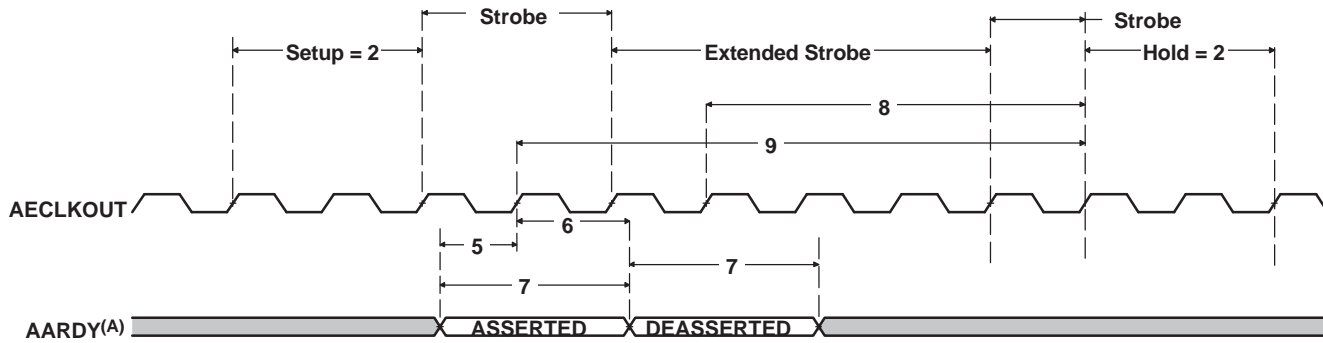 Strobe
Strobe
Setup = 2
Extended Strobe
Hold = 2
8
9
AECLKOUT
6
5
7
7
AARDY(A)
ASSERTED
DEASSERTED